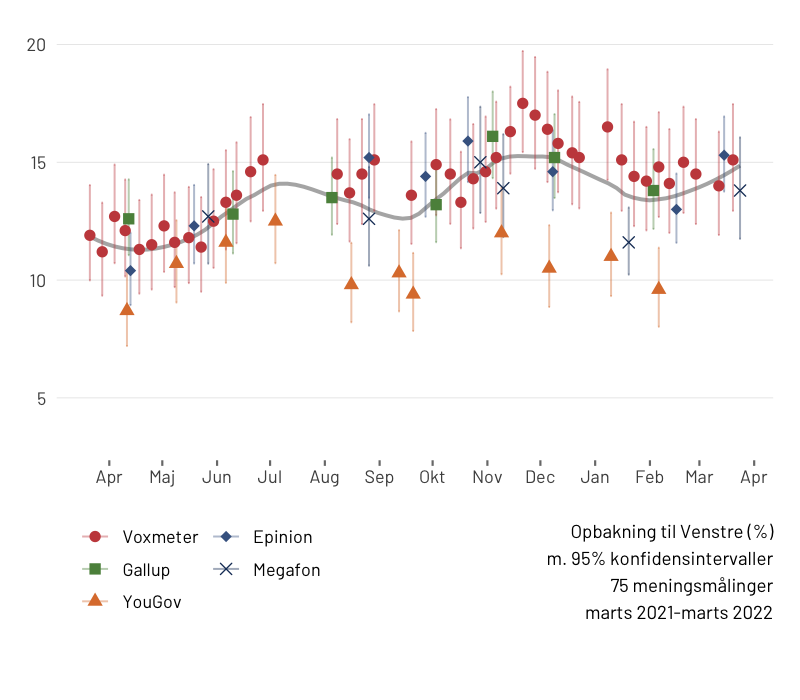 20
15
10
5
Apr Maj Jun Jul Aug Sep Okt Nov Dec Jan Feb Mar Apr
Voxmeter Epinion
Gallup Megafon
YouGov
Opbakning til Venstre (%)
m. 95% konfidensintervaller
75 meningsmålinger
marts 2021-marts 2022